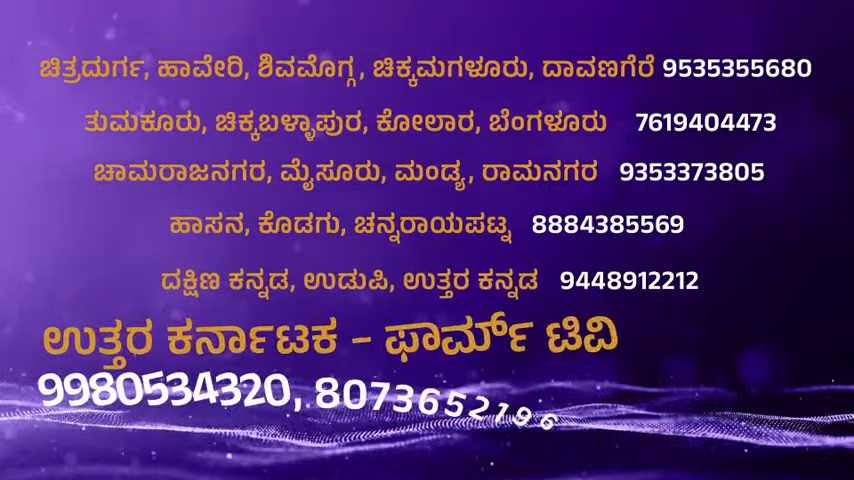 ಚಿತ್ರದುರ್ಗ, ಹಾವೇರಿ, ಶಿವಮೊಗ್ಗ, ಚಿಕ್ಕಮಗಳೂರು, ದಾವಣಗೆರೆ 9535355680
ತುಮಕೂರು, ಚಿಕ್ಕಬಳ್ಳಾಪುರ, ಕೋಲಾರ, ಬೆಂಗಳೂರು 7619404473
ಚಾಮರಾಜನಗರ, ಮೈಸೂರು, ಮಂಡ್ಯ, ರಾಮನಗರ 9353373805
ಹಾಸನ, ಕೊಡಗು, ಚನ್ನರಾಯಪಟ್ನ 8884385569
ದಕ್ಷಿಣ ಕನ್ನಡ, ಉಡುಪಿ, ಉತ್ತರ ಕನ್ನಡ 9448912212
ಉತ್ತರ ಕರ್ನಾಟಕ – ಫಾರ್ಮ್ ಟಿವಿ
9980534320, 8073652196